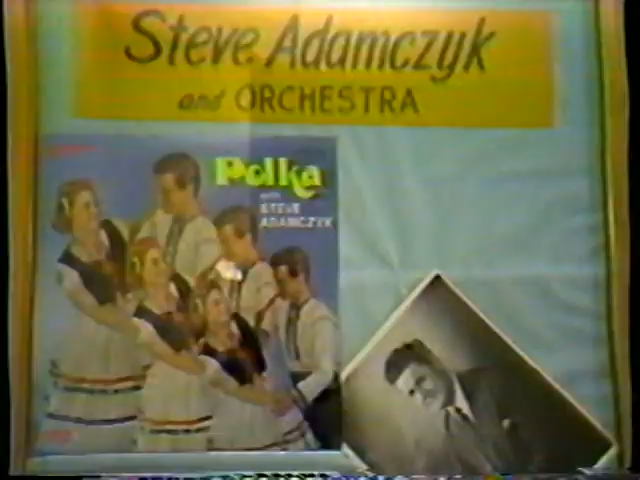 Steve Adamczyk
and ORCHESTRA
Polka
with
STEVE
ADAMCZYK